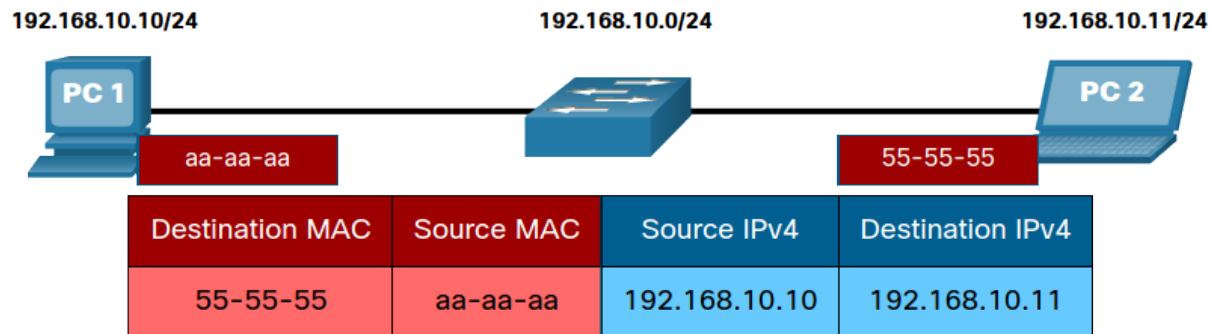 192.168.10.10/24 192.168.10.0/24 192.168.10.11/24
PC 1 PC 2
aa-aa-aa 55-55-55
Destination MAC Source MAC Source IPv4 Destination IPv4
55-55-55 aa-aa-aa 192.168.10.10 192.168.10.11